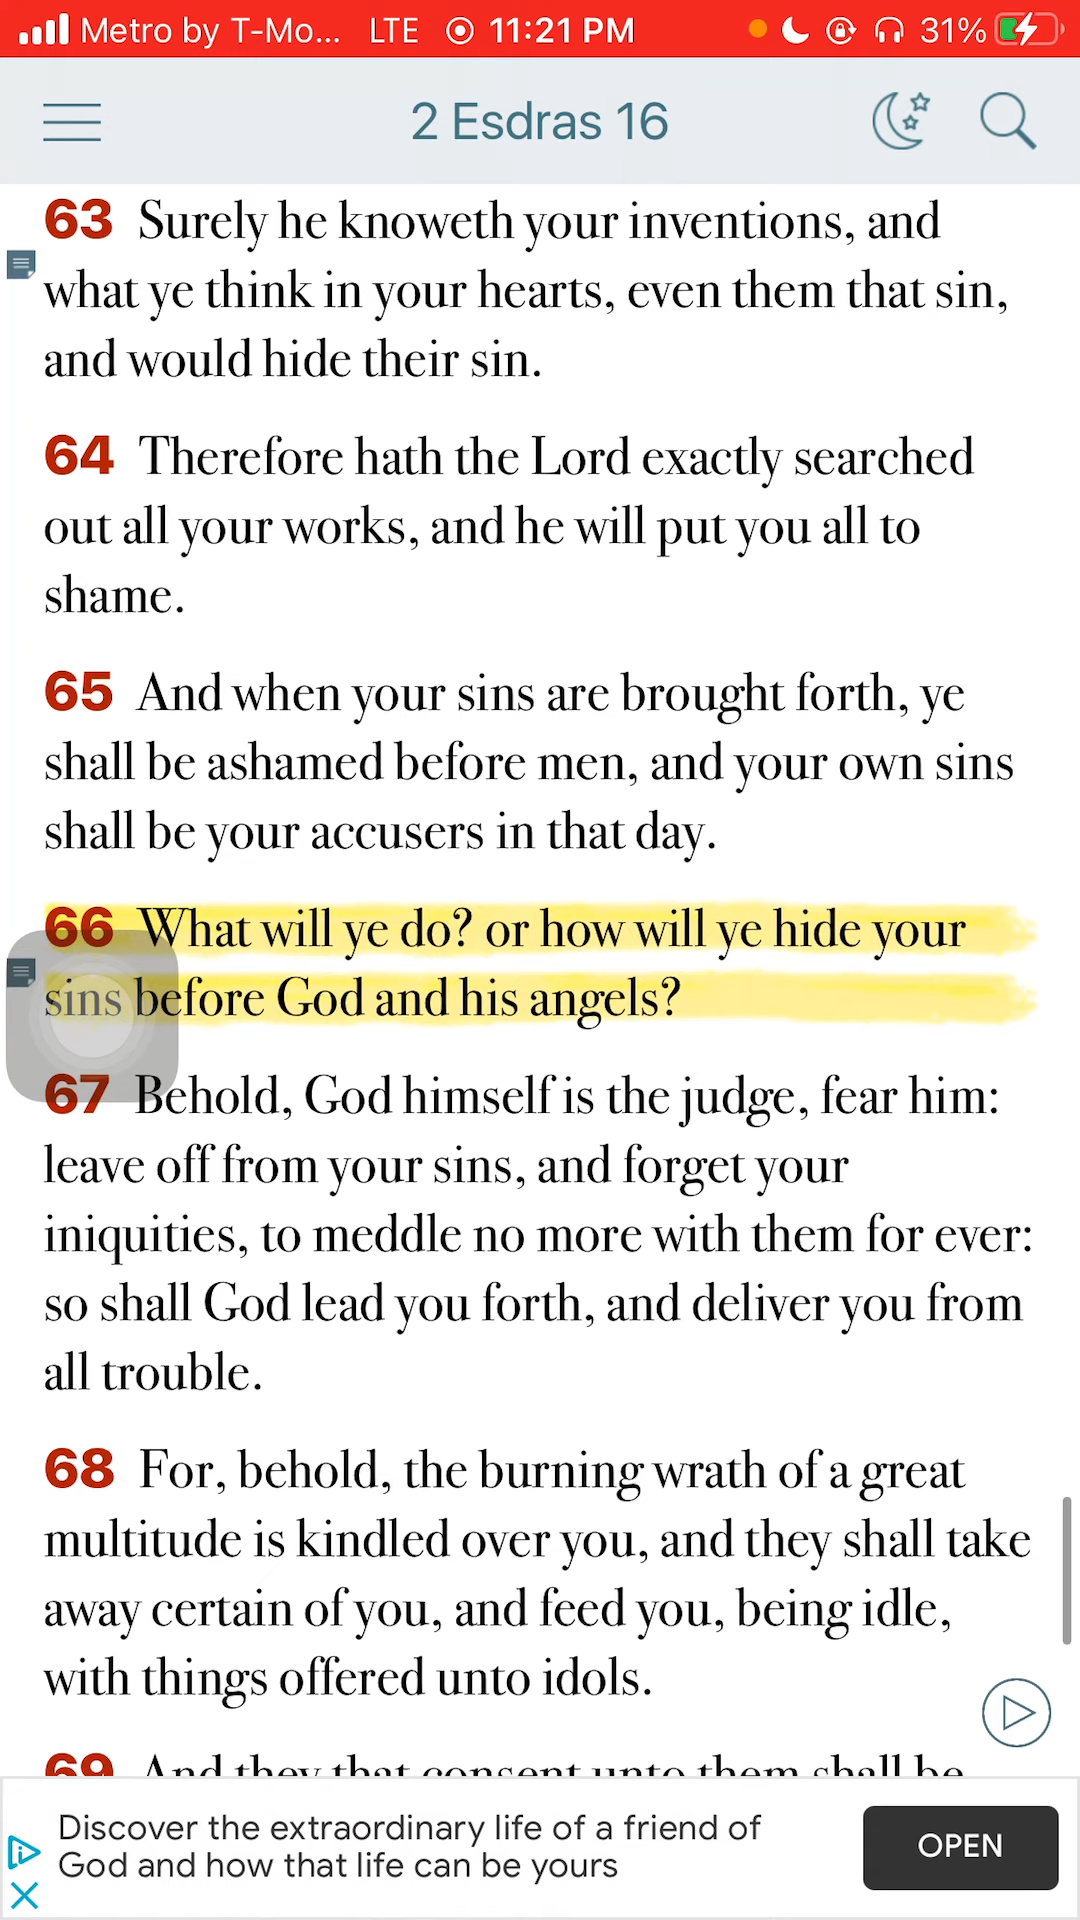 Metro by T-Mo... LTE 11:21 PM 31%
2 Esdras 16
63 Surely he knoweth your inventions, and
what ye think in your hearts, even them that sin,
and would hide their sin.
64 Therefore hath the Lord exactly searched
out all your works, and he will put you all to
shame.
65 And when your sins are brought forth, ye
shall be ashamed before men, and your own sins
shall be your accusers in that day.
66 What will ye do? or how will ye hide your
sins before God and his angels?
67 Behold, God himself is the judge, fear him:
leave off from your sins, and forget your
iniquities, to meddle no more with them for ever:
so shall God lead you forth, and deliver you from
all trouble.
68 For, behold, the burning wrath of a great
multitude is kindled over you, and they shall take
away certain of you, and feed you, being idle,
with things offered unto idols.
69 And they that consent unto them shall be
Discover the extraordinary life of a friend of
God and how that life can be yours
OPEN